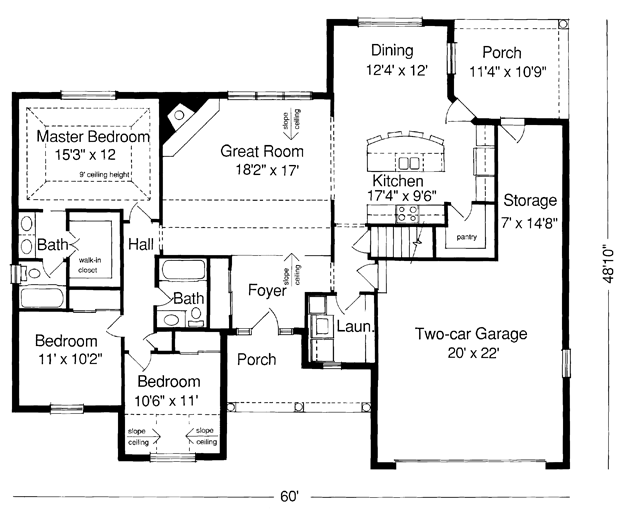 Dining
12'4" x 12'
Porch
11'4" x 10'9"
Master Bedroom
15'3" x 12
9' ceiling height
Great Room
18'2" x 17'
slope
ceiling
Kitchen
17'4" x 9'6"
Storage
7' x 14'8"
pantry
Bath
walk-in
closet
Hall
Bath
Foyer
slope
ceiling
Laun.
Two-car Garage
20' x 22'
Bedroom
11' x 10'2"
Porch
Bedroom
10'6" x 11'
slope
ceiling
slope
ceiling
48'10"
60'